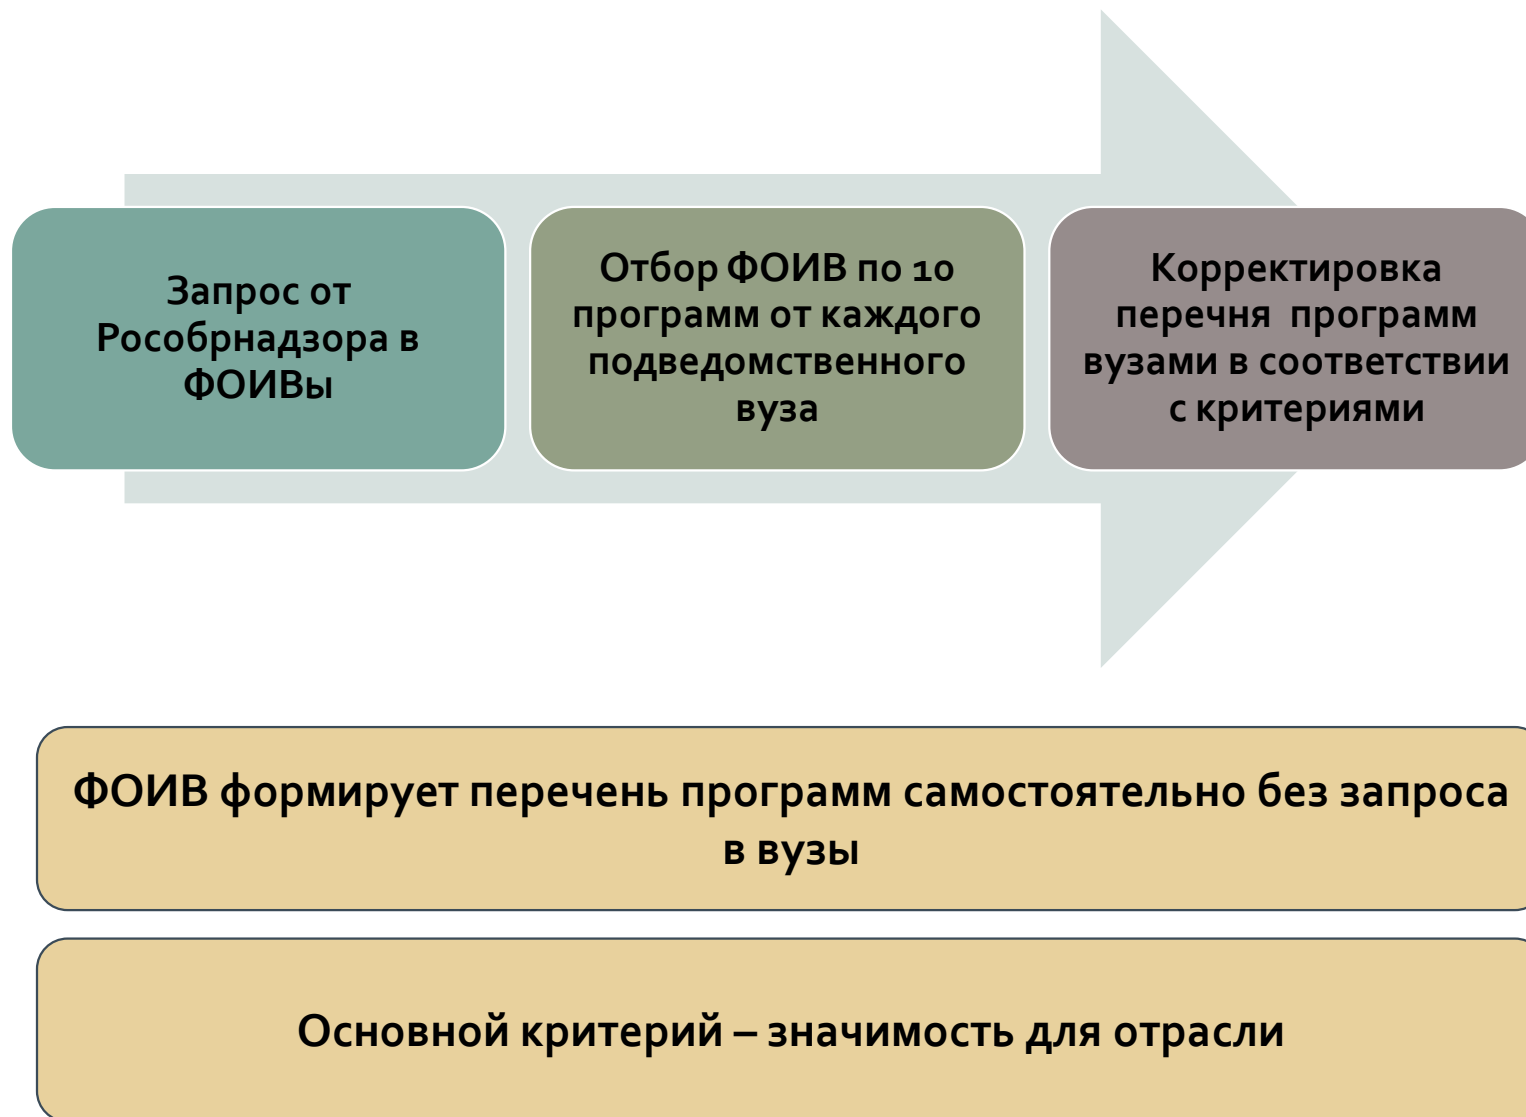 Запрос от
Рособрнадзора в
ФОИВы
Отбор ФОИВ по 10
программ от каждого
подведомственного
вуза
Корректировка
перечня программ
вузами в соответствии
с критериями
ФОИВ формирует перечень программ самостоятельно без запроса
в вузы
Основной критерий – значимость для отрасли